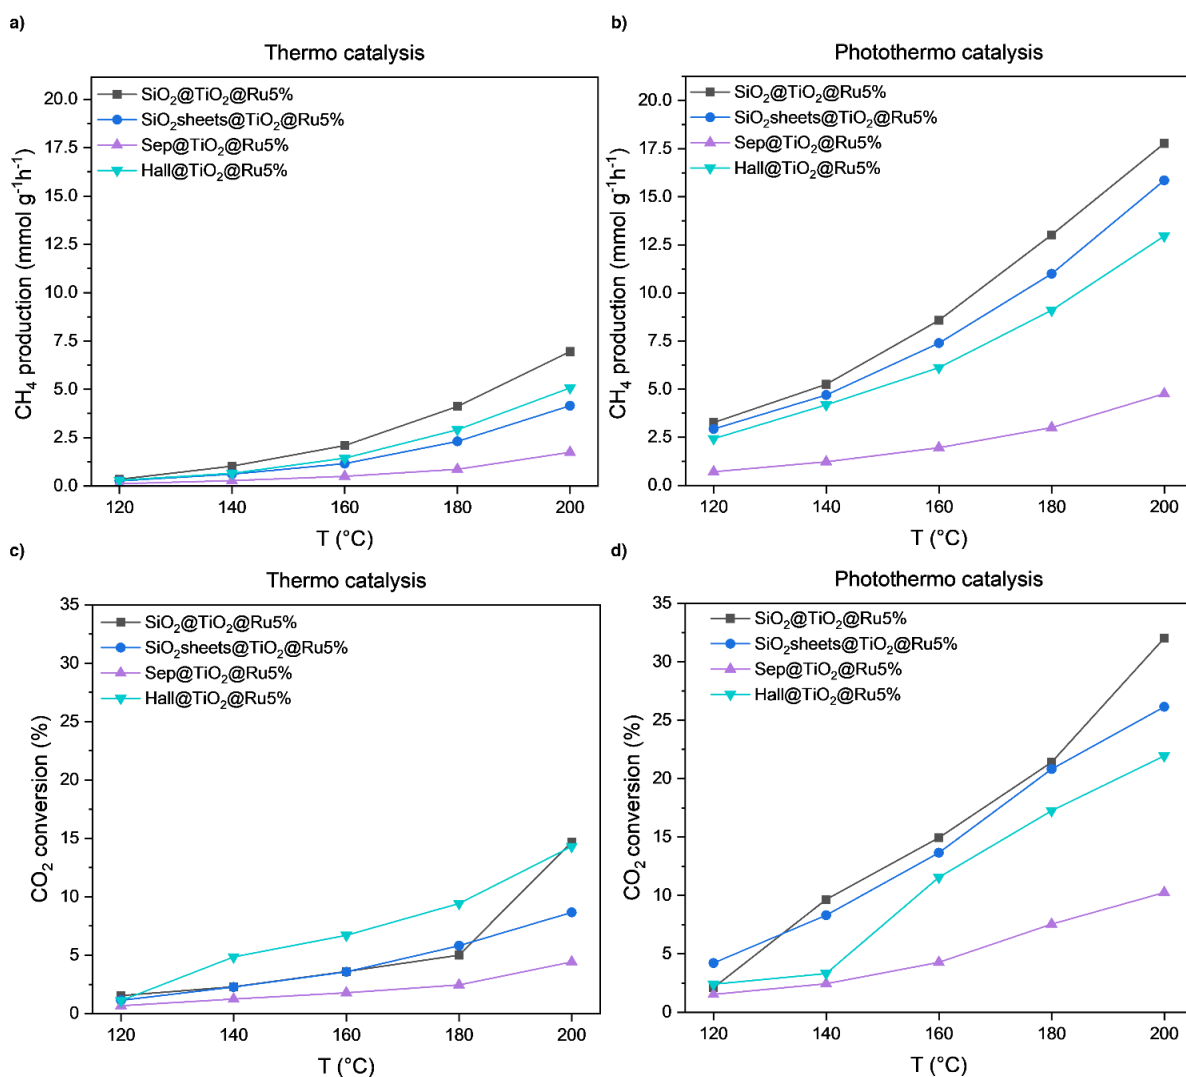 a)
Thermo catalysis
SiO₂@TiO₂@Ru5%
SiO₂sheets@TiO₂@Ru5%
Sep@TiO₂@Ru5%
Hall@TiO₂@Ru5%
CH₄ production (mmol g⁻¹h⁻¹)
20.0
17.5
15.0
12.5
10.0
7.5
5.0
2.5
0.0
120 140 160 180 200
T (°C)
b)
Photothermo catalysis
SiO₂@TiO₂@Ru5%
SiO₂sheets@TiO₂@Ru5%
Sep@TiO₂@Ru5%
Hall@TiO₂@Ru5%
CH₄ production (mmol g⁻¹h⁻¹)
20.0
17.5
15.0
12.5
10.0
7.5
5.0
2.5
0.0
120 140 160 180 200
T (°C)
c)
Thermo catalysis
SiO₂@TiO₂@Ru5%
SiO₂sheets@TiO₂@Ru5%
Sep@TiO₂@Ru5%
Hall@TiO₂@Ru5%
CO₂ conversion (%)
35
30
25
20
15
10
5
0
120 140 160 180 200
T (°C)
d)
Photothermo catalysis
SiO₂@TiO₂@Ru5%
SiO₂sheets@TiO₂@Ru5%
Sep@TiO₂@Ru5%
Hall@TiO₂@Ru5%
CO₂ conversion (%)
35
30
25
20
15
10
5
0
120 140 160 180 200
T (°C)